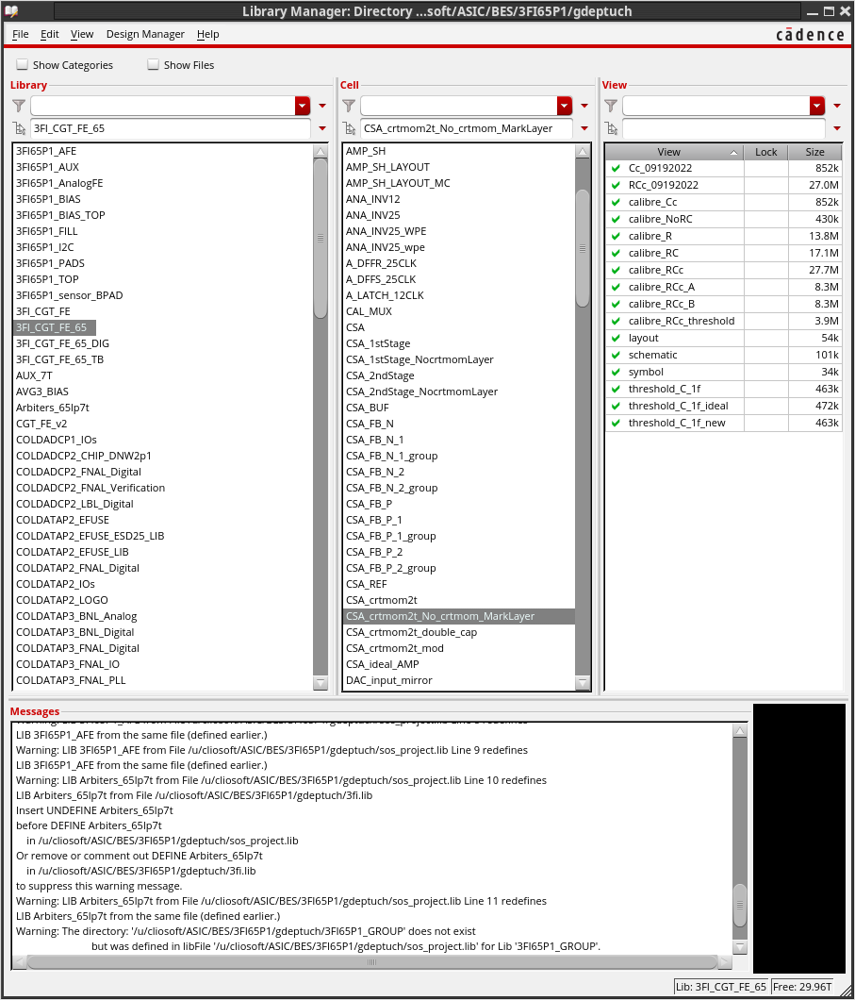 Library Manager: Directory ...soft/ASIC/BES/3FI65P1/gdeptuch
File Edit View Design Manager Help
cādence
Show Categories
Show Files
Library
3FI_CGT_FE_65
3FI65P1_AFE
3FI65P1_AUX
3FI65P1_AnalogFE
3FI65P1_BIAS
3FI65P1_BIAS_TOP
3FI65P1_FILL
3FI65P1_I2C
3FI65P1_PADS
3FI65P1_TOP
3FI65P1_sensor_BPAD
3FI_CGT_FE
3FI_CGT_FE_65
3FI_CGT_FE_65_DIG
3FI_CGT_FE_65_TB
AUX_7T
AVG3_BIAS
Arbiters_65lp7t
CGT_FE_v2
COLDADCP1_IOs
COLDADCP2_CHIP_DNW2p1
COLDADCP2_FNAL_Digital
COLDADCP2_FNAL_Verification
COLDADCP2_LBL_Digital
COLDATAP2_EFUSE
COLDATAP2_EFUSE_ESD25_LIB
COLDATAP2_EFUSE_LIB
COLDATAP2_FNAL_Digital
COLDATAP2_IOs
COLDATAP2_LOGO
COLDATAP3_BNL_Analog
COLDATAP3_BNL_Digital
COLDATAP3_FNAL_Digital
COLDATAP3_FNAL_IO
COLDATAP3_FNAL_PLL
Cell
CSA_crtmom2t_No_crtmom_MarkLayer
AMP_SH
AMP_SH_LAYOUT
AMP_SH_LAYOUT_MC
ANA_INV12
ANA_INV25
ANA_INV25_WPE
ANA_INV25_wpe
A_DFFR_25CLK
A_DFFS_25CLK
A_LATCH_12CLK
CAL_MUX
CSA
CSA_1stStage
CSA_1stStage_NocrtmomLayer
CSA_2ndStage
CSA_2ndStage_NocrtmomLayer
CSA_BUF
CSA_FB_N
CSA_FB_N_1
CSA_FB_N_1_group
CSA_FB_N_2
CSA_FB_N_2_group
CSA_FB_P
CSA_FB_P_1
CSA_FB_P_1_group
CSA_FB_P_2
CSA_FB_P_2_group
CSA_REF
CSA_crtmom2t
CSA_crtmom2t_No_crtmom_MarkLayer
CSA_crtmom2t_double_cap
CSA_crtmom2t_mod
CSA_ideal_AMP
DAC_input_mirror
View
View Lock Size
Cc_09192022 852k
RCc_09192022 27.0M
calibre_Cc 852k
calibre_NoRC 430k
calibre_R 13.8M
calibre_RC 17.1M
calibre_RCc 27.7M
calibre_RCc_A 8.3M
calibre_RCc_B 8.3M
calibre_RCc_threshold 3.9M
layout 54k
schematic 101k
symbol 34k
threshold_C_1f 463k
threshold_C_1f_ideal 472k
threshold_C_1f_new 463k
Messages
LIB 3FI65P1_AFE from the same file (defined earlier.)
Warning: LIB 3FI65P1_AFE from File /u/cliosoft/ASIC/BES/3FI65P1/gdeptuch/sos_project.lib Line 9 redefines
LIB 3FI65P1_AFE from the same file (defined earlier.)
Warning: LIB Arbiters_65lp7t from File /u/cliosoft/ASIC/BES/3FI65P1/gdeptuch/sos_project.lib Line 10 redefines
LIB Arbiters_65lp7t from File /u/cliosoft/ASIC/BES/3FI65P1/gdeptuch/3fi.lib
Insert UNDEFINE Arbiters_65lp7t
before DEFINE Arbiters_65lp7t
in /u/cliosoft/ASIC/BES/3FI65P1/gdeptuch/sos_project.lib
Or remove or comment out DEFINE Arbiters_65lp7t
in /u/cliosoft/ASIC/BES/3FI65P1/gdeptuch/3fi.lib
to suppress this warning message.
Warning: LIB Arbiters_65lp7t from File /u/cliosoft/ASIC/BES/3FI65P1/gdeptuch/sos_project.lib Line 11 redefines
LIB Arbiters_65lp7t from the same file (defined earlier.)
Warning: The directory: '/u/cliosoft/ASIC/BES/3FI65P1/gdeptuch/3FI65P1_GROUP' does not exist
but was defined in libFile '/u/cliosoft/ASIC/BES/3FI65P1/gdeptuch/sos_project.lib' for Lib '3FI65P1_GROUP'.
Lib: 3FI_CGT_FE_65 Free: 29.96T